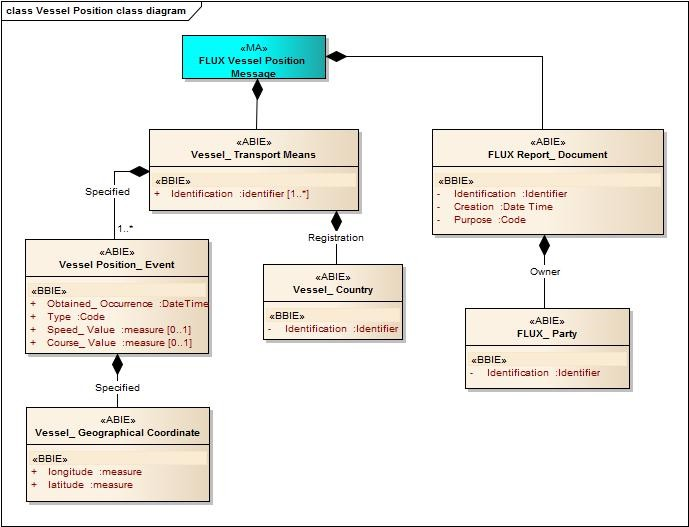 class Vessel Position class diagram
«MA»
FLUX Vessel Position
Message
«ABIE»
Vessel_ Transport Means
«BBIE»
+ Identification :identifier [1..*]
«ABIE»
FLUX Report_ Document
«BBIE»
- Identification :Identifier
- Creation :Date Time
- Purpose :Code
Specified
1..*
Registration
Owner
«ABIE»
Vessel Position_ Event
«BBIE»
+ Obtained_ Occurrence :DateTime
+ Type :Code
+ Speed_ Value :measure [0..1]
+ Course_ Value :measure [0..1]
«ABIE»
Vessel_ Country
«BBIE»
- Identification :Identifier
«ABIE»
FLUX_ Party
«BBIE»
- Identification :Identifier
Specified
«ABIE»
Vessel_ Geographical Coordinate
«BBIE»
+ longitude :measure
+ latitude :measure